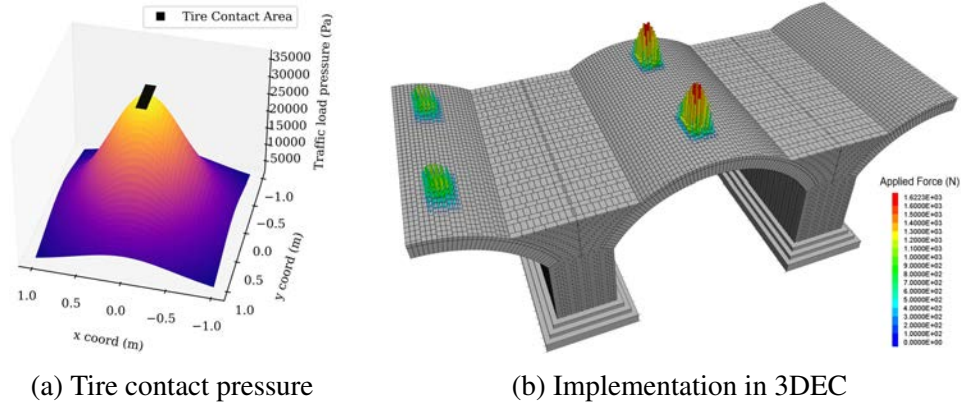 Tire Contact Area
35000
30000
25000
20000
15000
10000
5000
Traffic load pressure (Pa)
-1.0
-0.5
0.0
0.5
1.0
y coord (m)
1.0
0.5
0.0
-0.5
-1.0
x coord (m)
Applied Force (N)
1.6223E+03
1.6000E+03
1.5000E+03
1.4000E+03
1.3000E+03
1.2000E+03
1.1000E+03
1.0000E+03
9.0000E+02
8.0000E+02
7.0000E+02
6.0000E+02
5.0000E+02
4.0000E+02
3.0000E+02
2.0000E+02
1.0000E+02
0.0000E+00
(a) Tire contact pressure
(b) Implementation in 3DEC